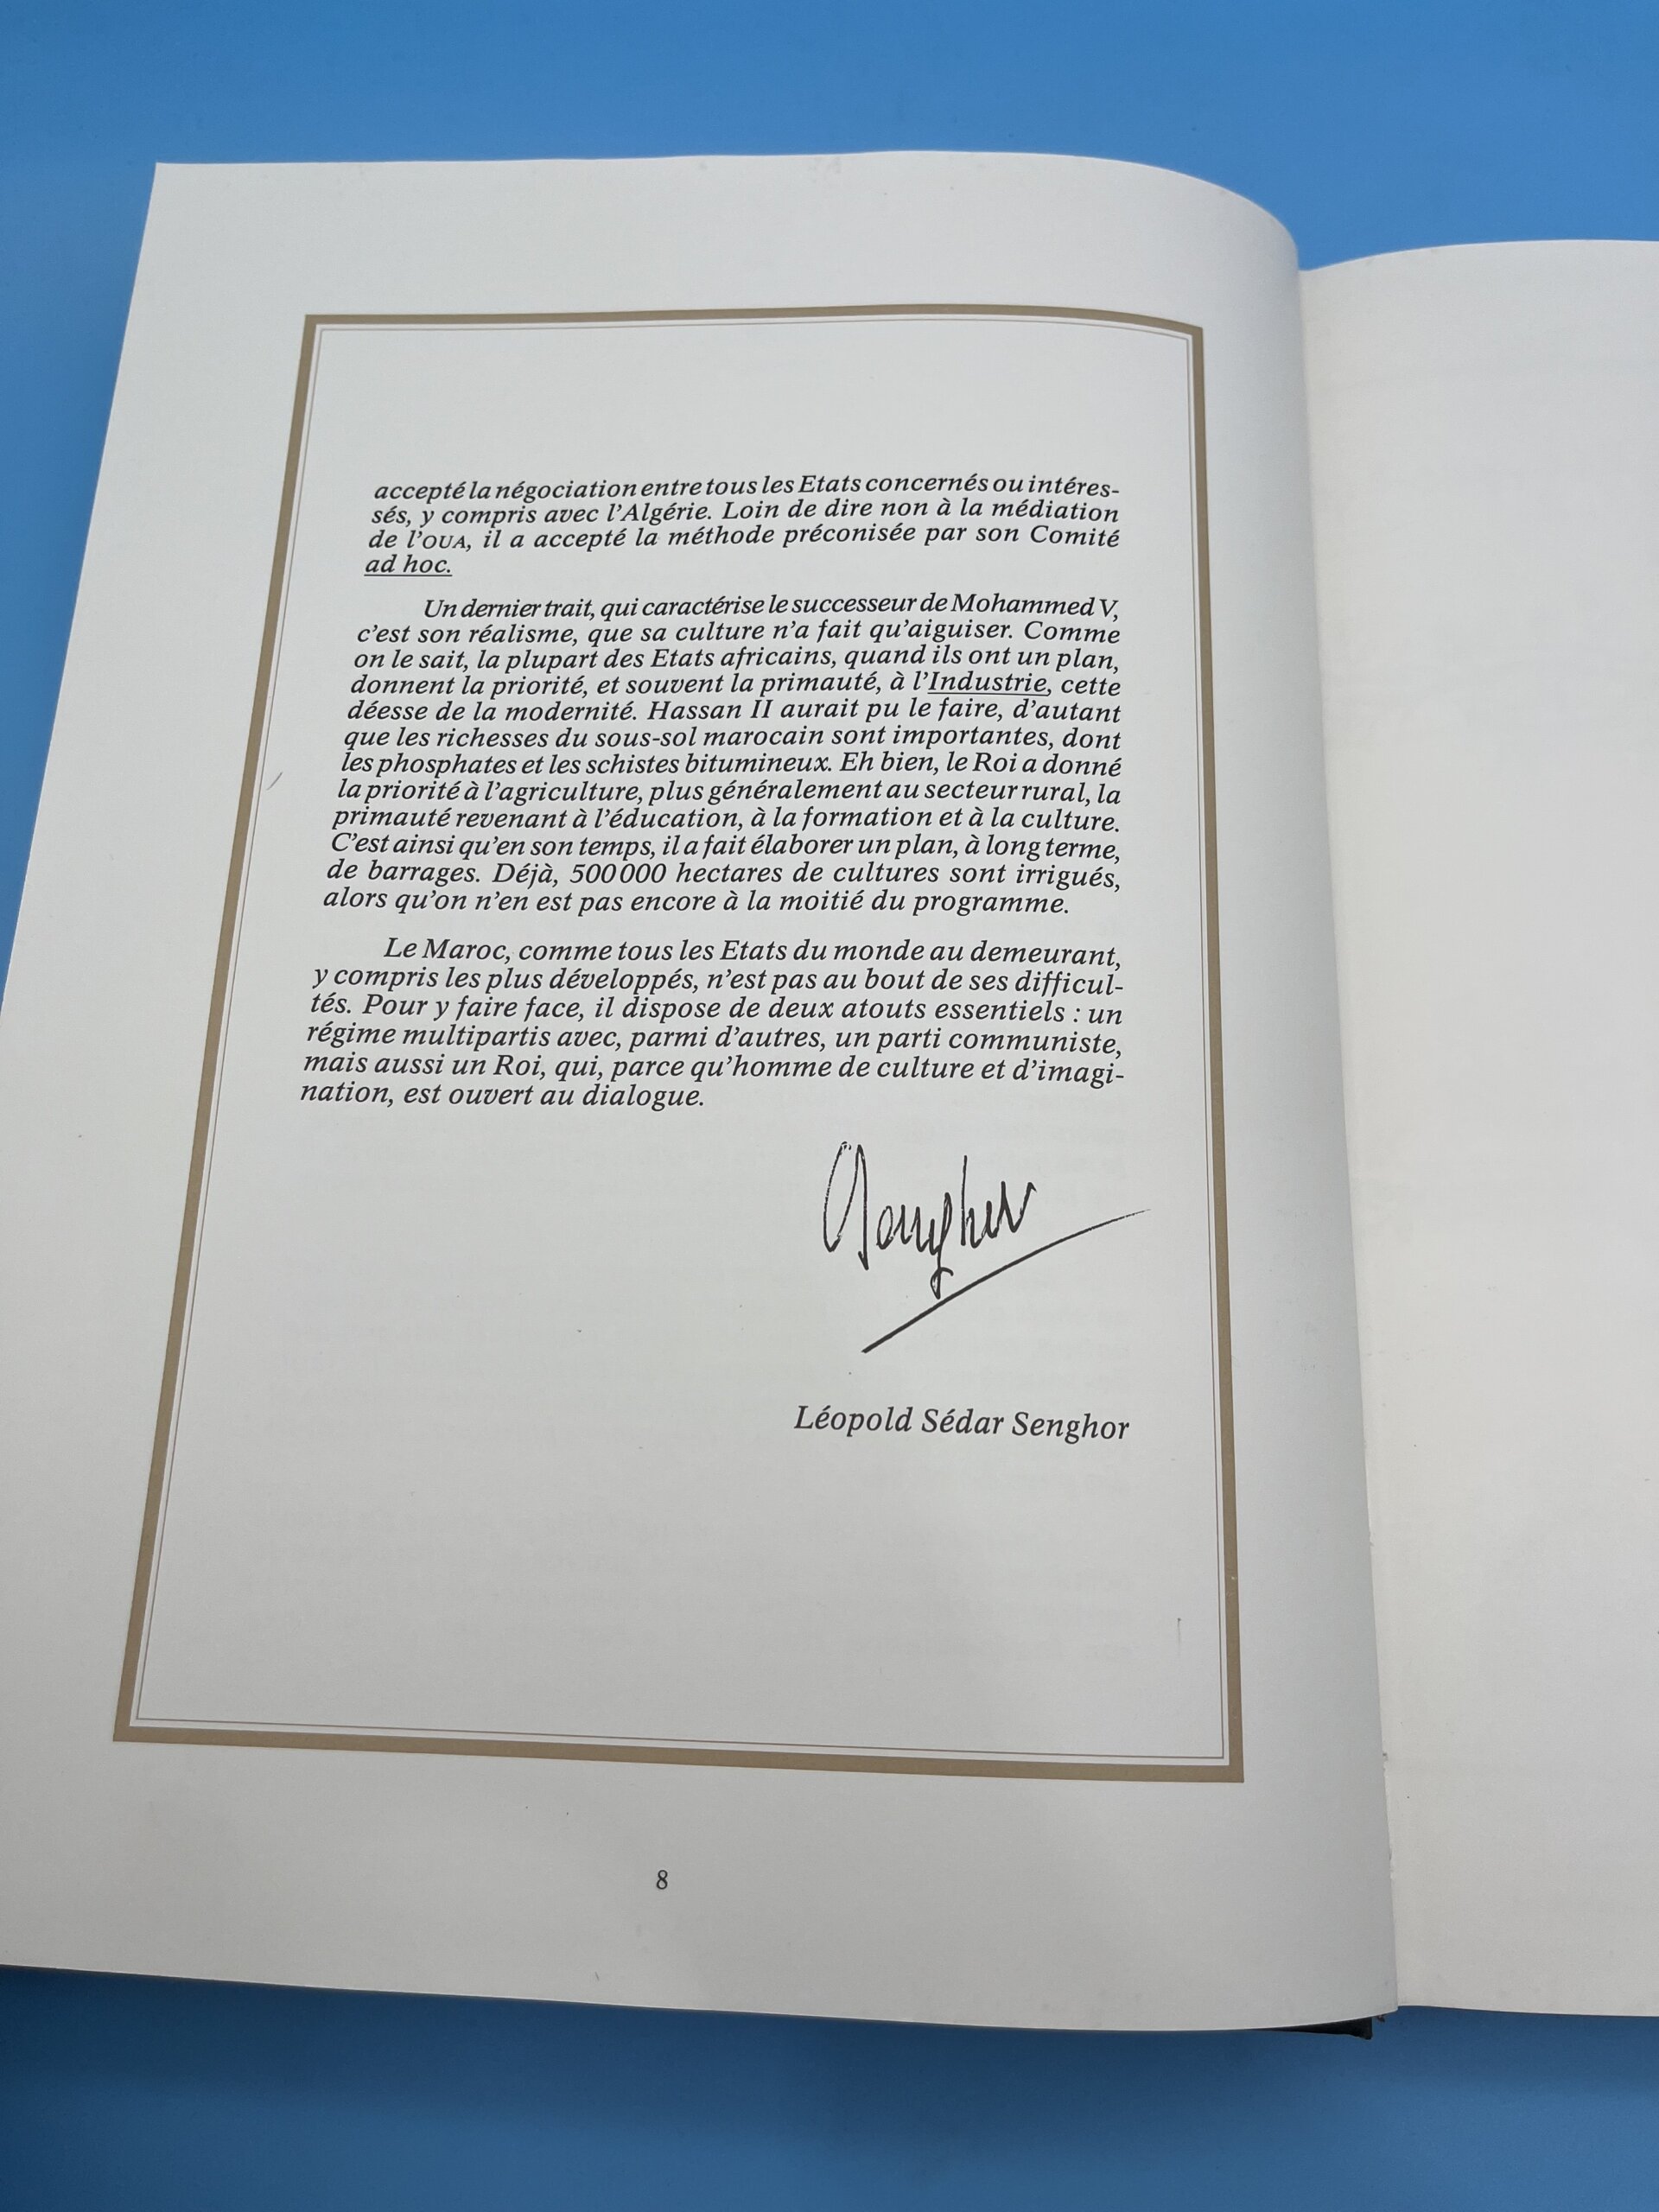 accepté la négociation entre tous les Etats concernés ou intéres-
sés, y compris avec l'Algérie. Loin de dire non à la médiation
de l'OUA, il a accepté la méthode préconisée par son Comité
ad hoc.
Un dernier trait, qui caractérise le successeur de Mohammed V,
c'est son réalisme, que sa culture n'a fait qu'aiguiser. Comme
on le sait, la plupart des Etats africains, quand ils ont un plan,
donnent la priorité, et souvent la primauté, à l'Industrie, cette
déesse de la modernité. Hassan II aurait pu le faire, d'autant
que les richesses du sous-sol marocain sont importantes, dont
les phosphates et les schistes bitumineux. Eh bien, le Roi a donné
la priorité à l'agriculture, plus généralement au secteur rural, la
primauté revenant à l'éducation, à la formation et à la culture.
C'est ainsi qu'en son temps, il a fait élaborer un plan, à long terme,
de barrages. Déjà, 500 000 hectares de cultures sont irrigués,
alors qu'on n'en est pas encore à la moitié du programme.
Le Maroc, comme tous les Etats du monde au demeurant,
y compris les plus développés, n'est pas au bout de ses difficul-
tés. Pour y faire face, il dispose de deux atouts essentiels : un
régime multipartis avec, parmi d'autres, un parti communiste,
mais aussi un Roi, qui, parce qu'homme de culture et d'imagi-
nation, est ouvert au dialogue.
Senghor
Léopold Sédar Senghor
8